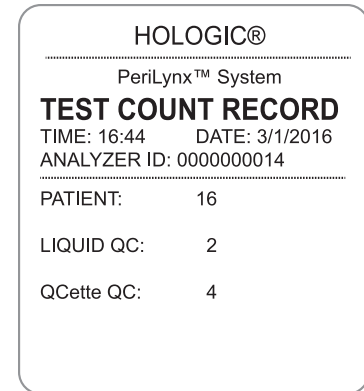 HOLOGIC®
PeriLynx™ System
TEST COUNT RECORD
TIME: 16:44 DATE: 3/1/2016
ANALYZER ID: 0000000014
PATIENT: 16
LIQUID QC: 2
QCette QC: 4